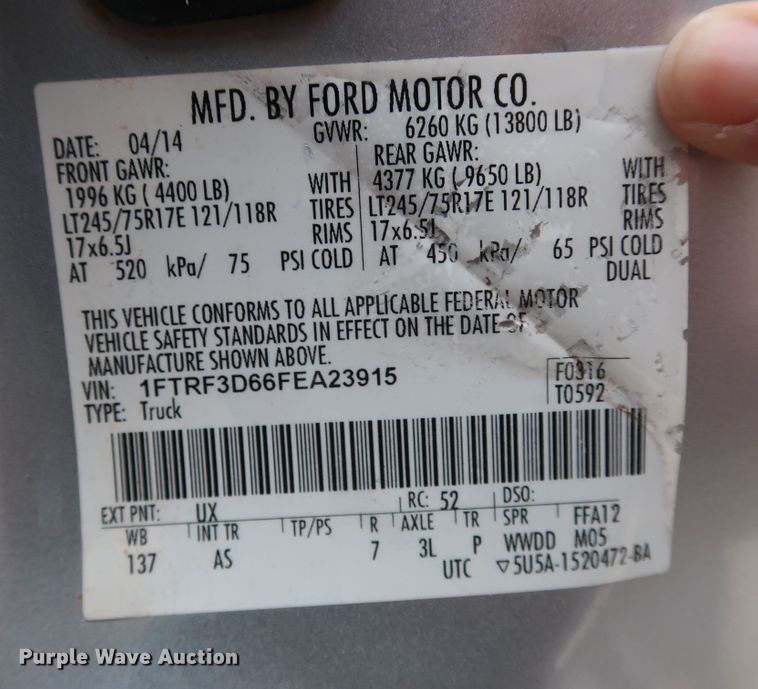 MFD. BY FORD MOTOR CO.
DATE: 04/14 GVWR: 6260 KG (13800 LB)
FRONT GAWR: REAR GAWR:
1996 KG ( 4400 LB) WITH 4377 KG ( 9650 LB) WITH
LT245/75R17E 121/118R TIRES LT245/75R17E 121/118R TIRES
17x6.5J RIMS 17x6.5J RIMS
AT 520 kPa/ 75 PSI COLD AT 450 kPa/ 65 PSI COLD
DUAL
THIS VEHICLE CONFORMS TO ALL APPLICABLE FEDERAL MOTOR
VEHICLE SAFETY STANDARDS IN EFFECT ON THE DATE OF
MANUFACTURE SHOWN ABOVE.
VIN: 1FTRF3D66FEA23915 F0316
TYPE: Truck T0592
EXT PNT: UX RC: 52 DSO:
WB INT TR TP/PS R AXLE TR SPR FFA12
137 AS 7 3L P WWDD M05
UTC ▽5U5A-1520472-BA
Purple Wave Auction